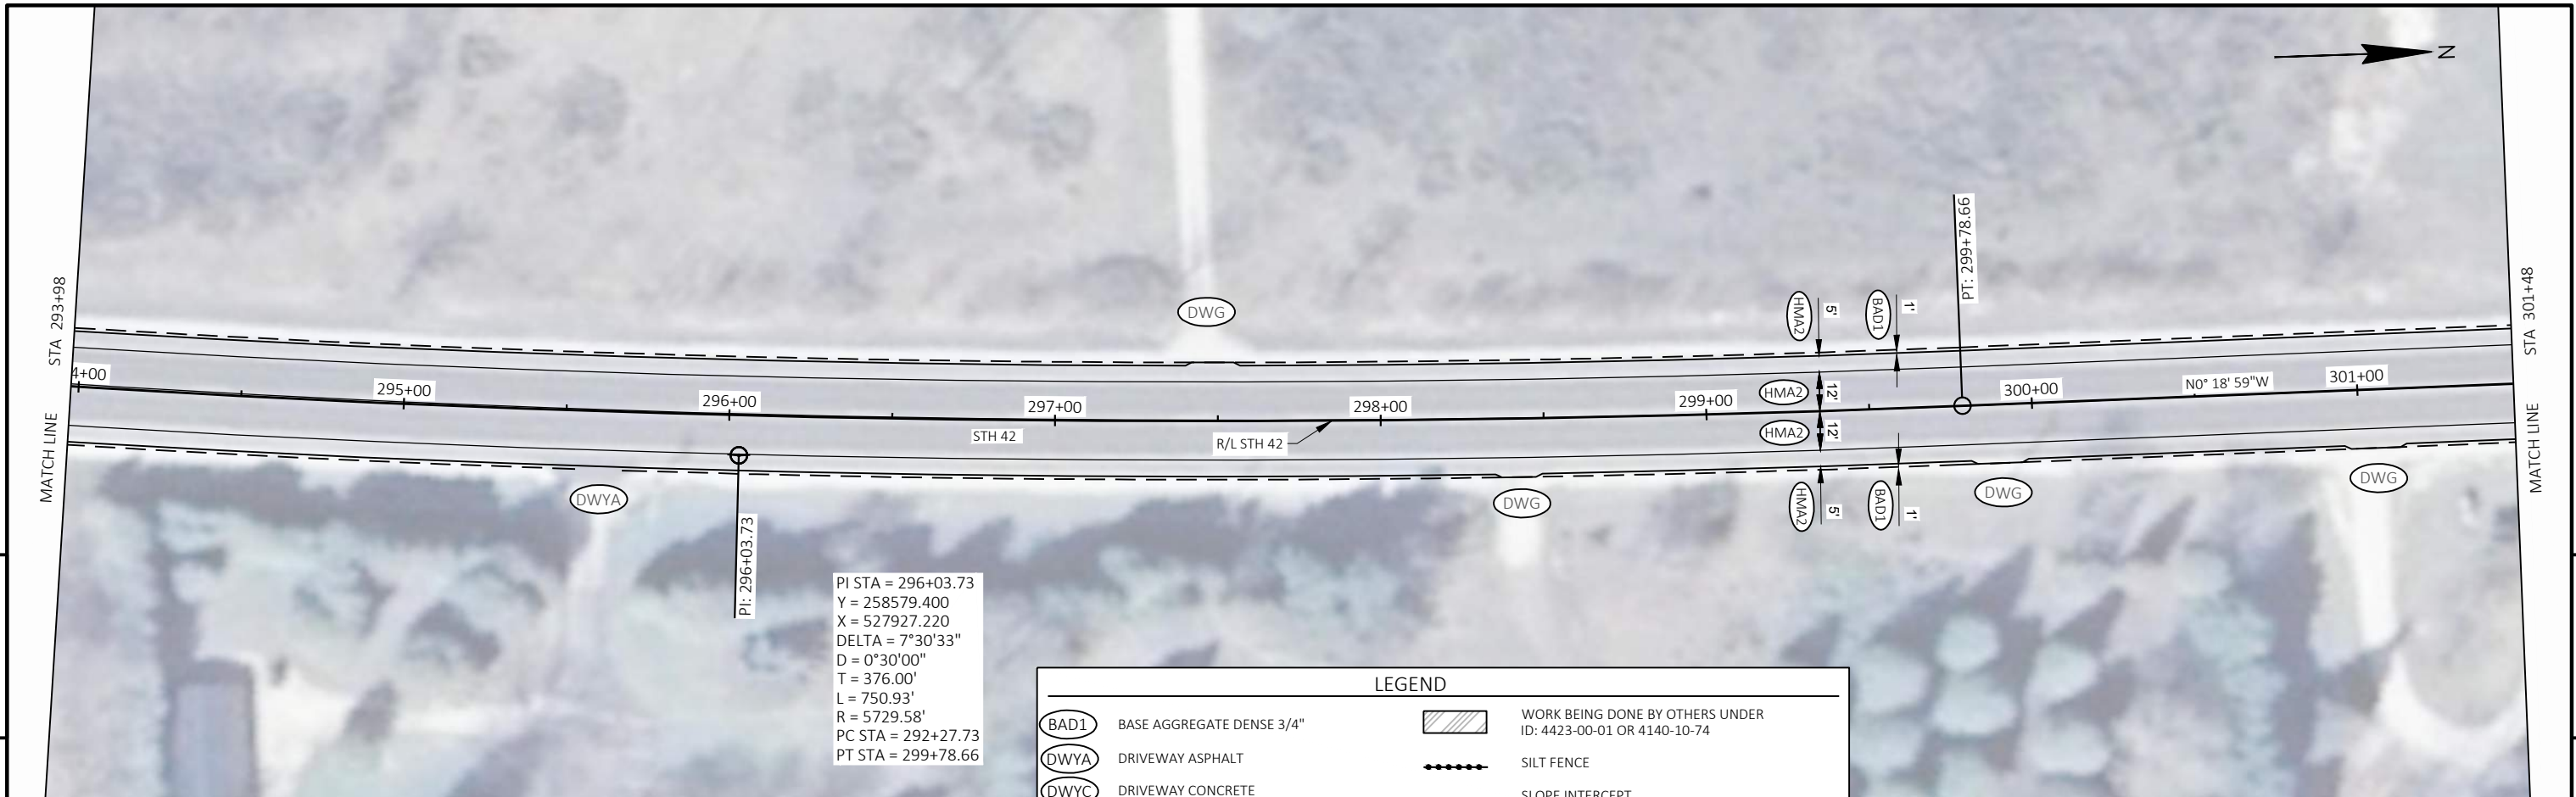 N
STA 293+98
MATCH LINE
4+00
295+00
296+00
297+00
298+00
299+00
300+00
301+00
N0° 18' 59"W
STH 42
R/L STH 42
DWG
HMA2
5'
BAD1
1'
PT: 299+78.66
HMA2
12'
HMA2
12'
HMA2
5'
BAD1
1'
DWYA
DWG
DWG
DWG
STA 301+48
MATCH LINE
PI: 296+03.73
PI STA = 296+03.73
Y = 258579.400
X = 527927.220
DELTA = 7°30'33"
D = 0°30'00"
T = 376.00'
L = 750.93'
R = 5729.58'
PC STA = 292+27.73
PT STA = 299+78.66
LEGEND
BAD1 BASE AGGREGATE DENSE 3/4"
DWYA DRIVEWAY ASPHALT
DWYC DRIVEWAY CONCRETE
WORK BEING DONE BY OTHERS UNDER
ID: 4423-00-01 OR 4140-10-74
SILT FENCE
SLOPE INTERCEPT